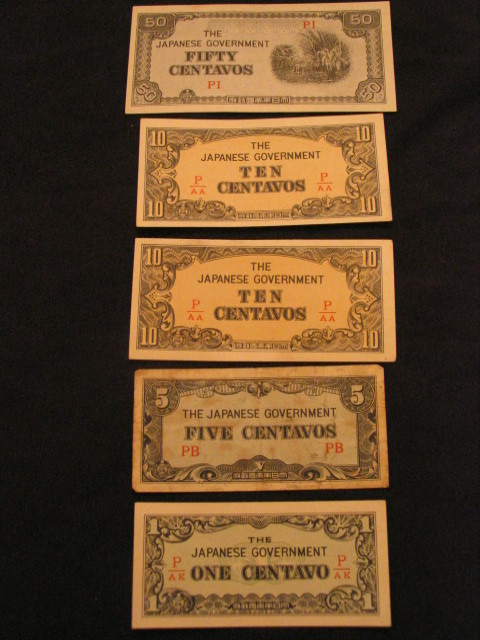 50 PI 50
THE
JAPANESE GOVERNMENT
FIFTY
CENTAVOS
PI
50 50
10 10
THE
JAPANESE GOVERNMENT
TEN
CENTAVOS
P P
AA AA
10 10
10 10
THE
JAPANESE GOVERNMENT
TEN
CENTAVOS
P P
AA AA
10 10
5 5
THE JAPANESE GOVERNMENT
FIVE CENTAVOS
PB PB
V
1 1
THE
JAPANESE GOVERNMENT
P P
AK AK
ONE CENTAVO
1 1